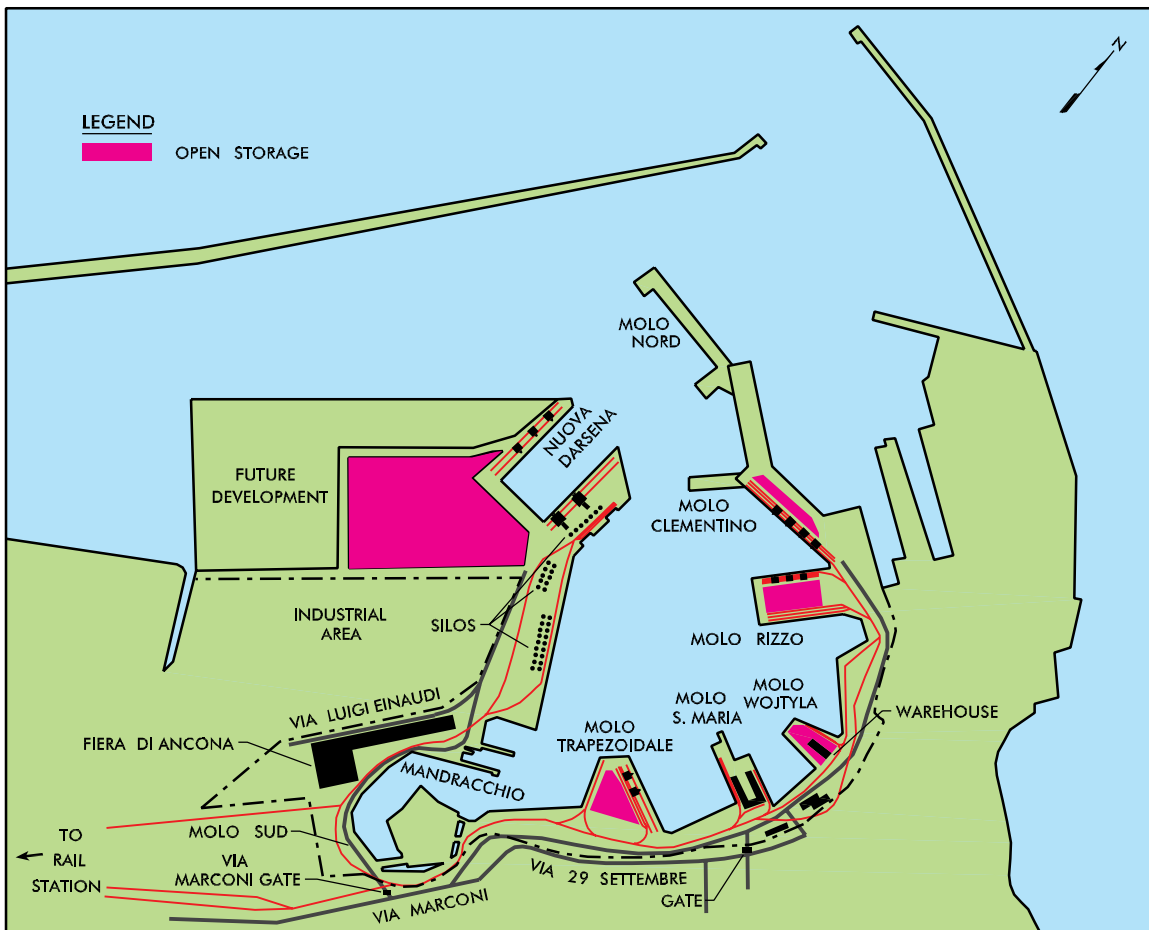 N
LEGEND
OPEN STORAGE
MOLO
NORD
NUOVA
DARSENA
FUTURE
DEVELOPMENT
MOLO
CLEMENTINO
INDUSTRIAL
AREA
SILOS
MOLO RIZZO
MOLO
WOJTYLA
MOLO
S. MARIA
VIA LUIGI EINAUDI
WAREHOUSE
FIERA DI ANCONA
MOLO
TRAPEZOIDALE
MANDRACCHIO
TO
RAIL
STATION
MOLO SUD
VIA
MARCONI GATE
VIA MARCONI
VIA 29 SETTEMBRE
GATE